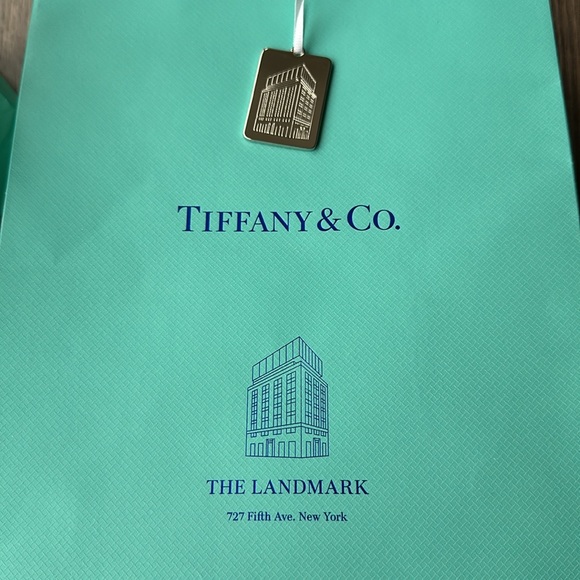 TIFFANY & CO.
THE LANDMARK
727 Fifth Ave. New York